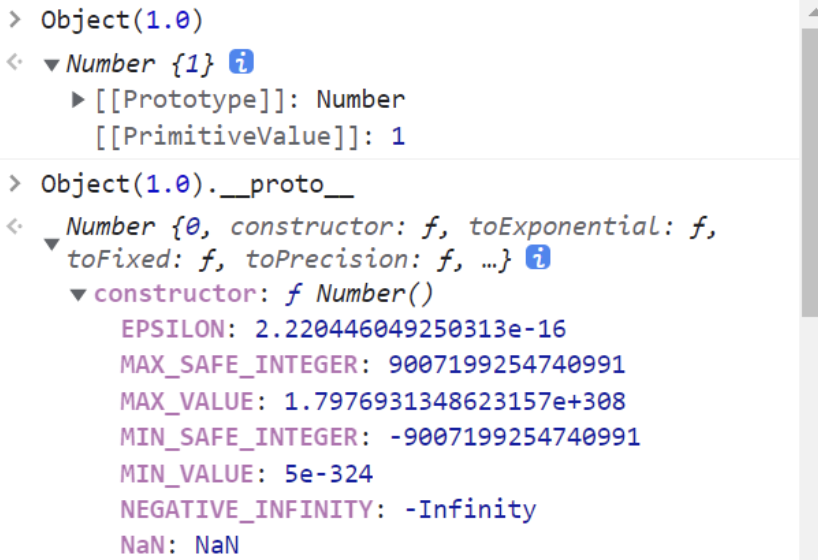 > Object(1.0)
<· ▼ Number {1} i
▶ [[Prototype]]: Number
[[PrimitiveValue]]: 1
> Object(1.0).__proto__
<· ▼ Number {0, constructor: ƒ, toExponential: ƒ,
toFixed: ƒ, toPrecision: ƒ, …} i
▼ constructor: ƒ Number()
EPSILON: 2.220446049250313e-16
MAX_SAFE_INTEGER: 9007199254740991
MAX_VALUE: 1.7976931348623157e+308
MIN_SAFE_INTEGER: -9007199254740991
MIN_VALUE: 5e-324
NEGATIVE_INFINITY: -Infinity
NaN: NaN